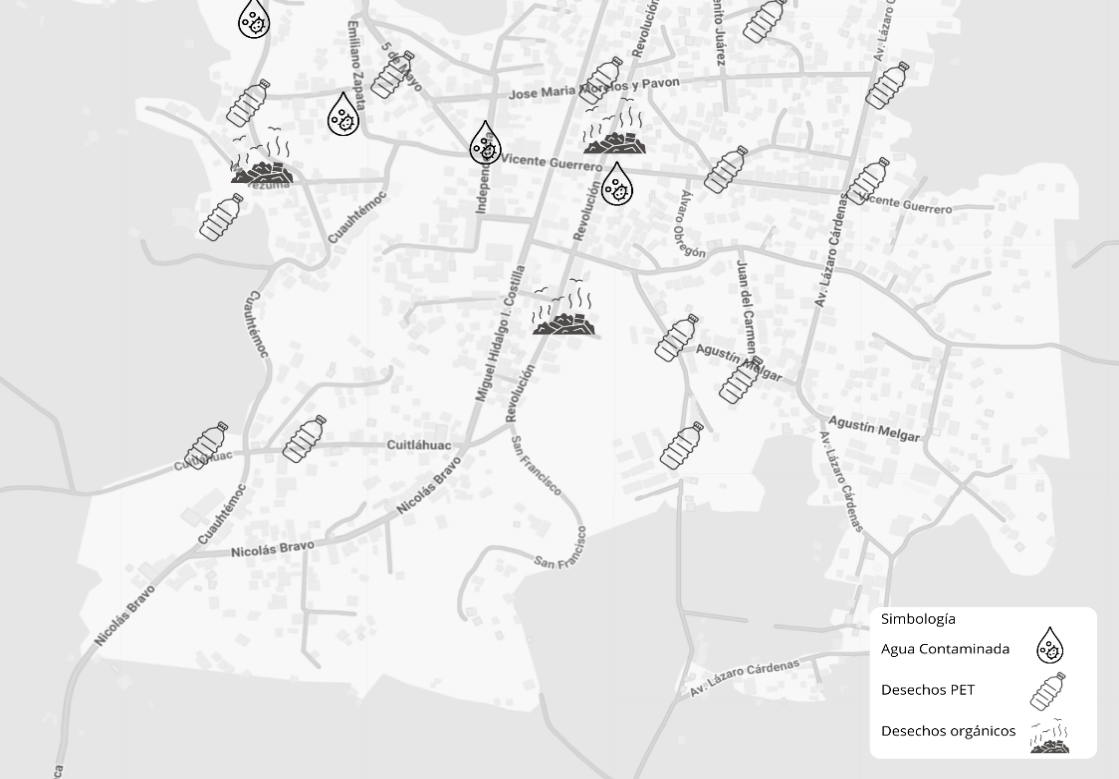 Revolución
Benito Juárez
Av. Lázaro C
Emiliano Zapata
5 de Mayo
Jose Maria Morelos y Pavon
Vicente Guerrero
Independencia
Cuauhtémoc
Revolución
Álvaro Obregón
Vicente Guerrero
Av. Lázaro Cárdenas
Juan del Carmen
Miguel Hidalgo I. Costilla
Cuauhtémoc
Agustín Melgar
Revolución
Agustín Melgar
Cuitláhuac
Cuitláhuac
San Francisco
Nicolás Bravo
Av. Lázaro Cárdenas
Cuauhtémoc
Nicolás Bravo
San Francisco
Nicolás Bravo
Av. Lázaro Cárdenas
Simbología
Agua Contaminada
Desechos PET
Desechos orgánicos